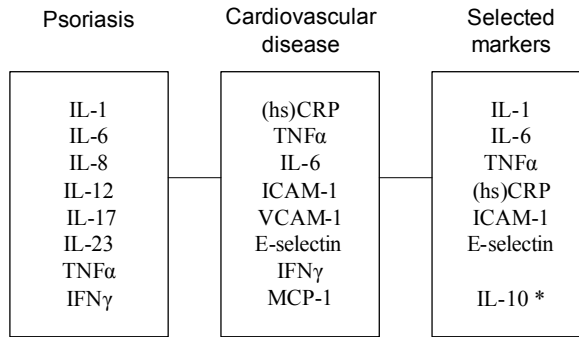 Psoriasis
IL-1
IL-6
IL-8
IL-12
IL-17
IL-23
TNFα
IFNγ
Cardiovascular
disease
(hs)CRP
TNFα
IL-6
ICAM-1
VCAM-1
E-selectin
IFNγ
MCP-1
Selected
markers
IL-1
IL-6
TNFα
(hs)CRP
ICAM-1
E-selectin
IL-10 *